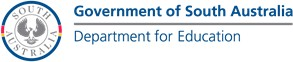 SOUTH
AUSTRALIA
Government of South Australia
Department for Education